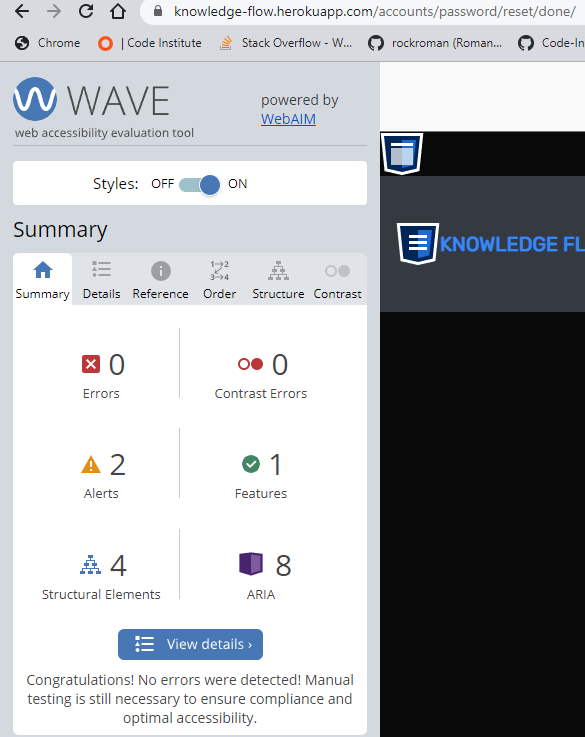 knowledge-flow.herokuapp.com/accounts/password/reset/done/
Chrome | Code Institute Stack Overflow - W... rockroman (Roman... Code-In
WAVE
web accessibility evaluation tool
powered by
WebAIM
Styles: OFF ON
Summary
Summary Details Reference Order Structure Contrast
0 0
Errors Contrast Errors
2 1
Alerts Features
4 8
Structural Elements ARIA
View details ›
Congratulations! No errors were detected! Manual
testing is still necessary to ensure compliance and
optimal accessibility.
KNOWLEDGE FL